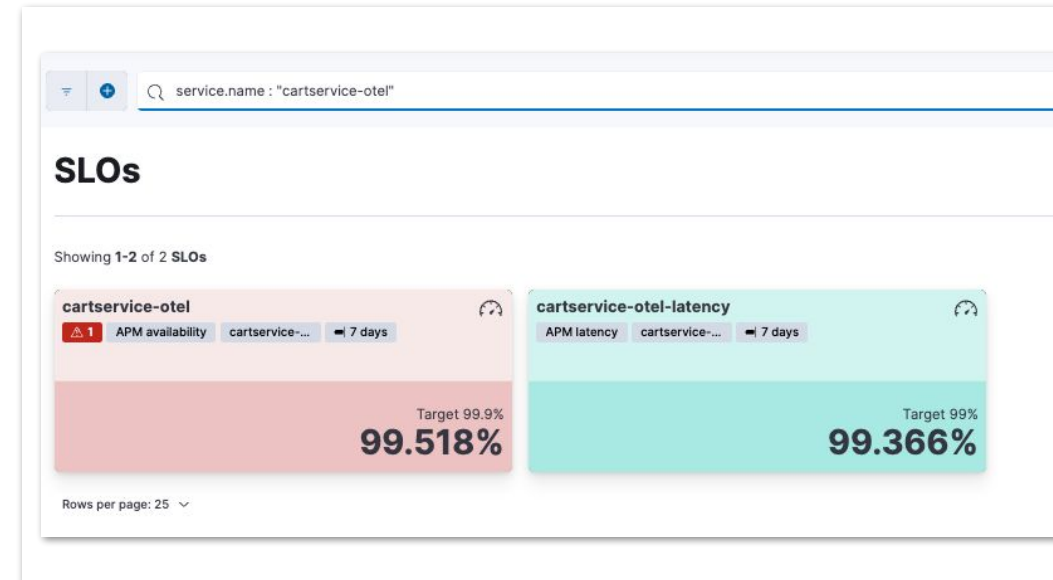 service.name : "cartservice-otel"
SLOs
Showing 1-2 of 2 SLOs
cartservice-otel
1 APM availability cartservice-... 7 days
Target 99.9%
99.518%
cartservice-otel-latency
APM latency cartservice-... 7 days
Target 99%
99.366%
Rows per page: 25